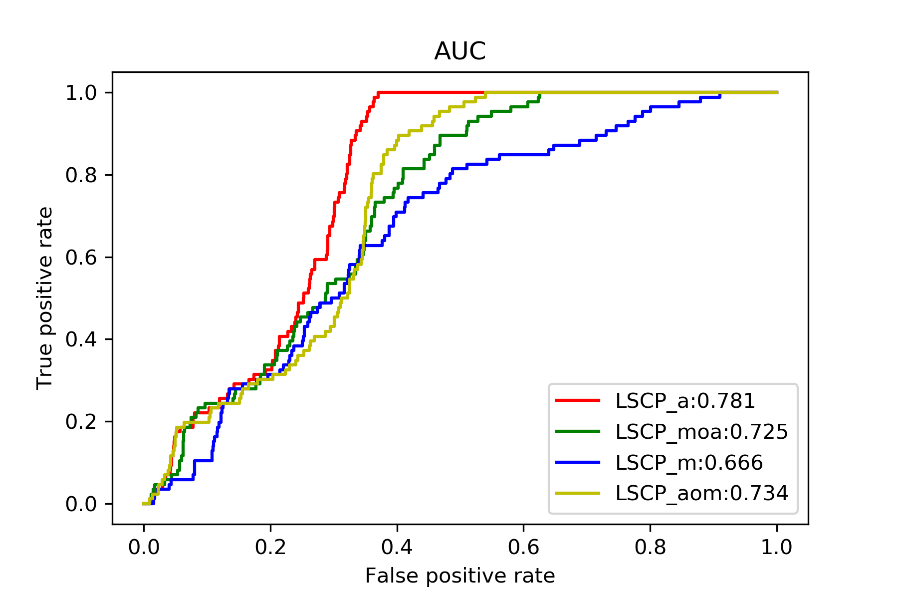 AUC
True positive rate
1.0
0.8
0.6
0.4
0.2
0.0
LSCP_a:0.781
LSCP_moa:0.725
LSCP_m:0.666
LSCP_aom:0.734
0.0 0.2 0.4 0.6 0.8 1.0
False positive rate